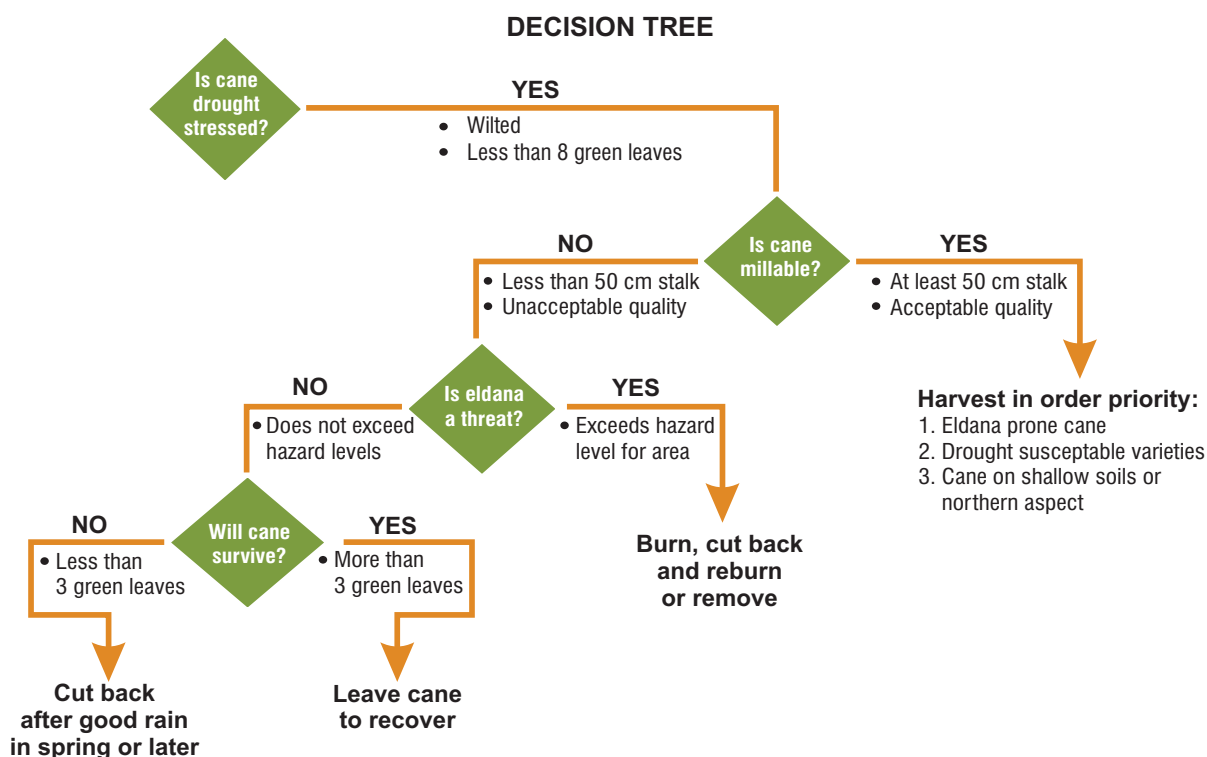 DECISION TREE
Is cane
drought
stressed?
YES
• Wilted
• Less than 8 green leaves
Is cane
millable?
NO
• Less than 50 cm stalk
• Unacceptable quality
YES
• At least 50 cm stalk
• Acceptable quality
Harvest in order priority:
1. Eldana prone cane
2. Drought susceptable varieties
3. Cane on shallow soils or
northern aspect
Is eldana
a threat?
NO
• Does not exceed
hazard levels
YES
• Exceeds hazard
level for area
Burn, cut back
and reburn
or remove
Will cane
survive?
NO
• Less than
3 green leaves
YES
• More than
3 green leaves
Cut back
after good rain
in spring or later
Leave cane
to recover